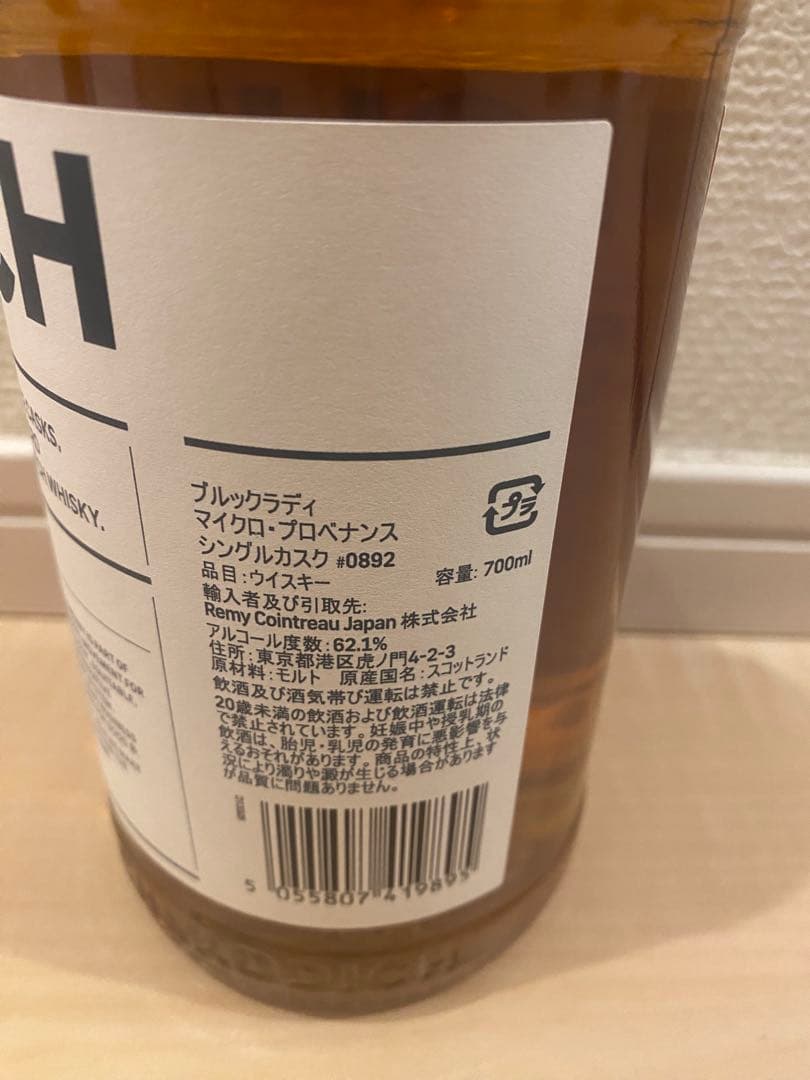 CH
CASKS.
WHISKY.
PART OF
MENT FOR
ブルックラディ
マイクロ・プロベナンス
シングルカスク #0892
品目:ウイスキー
容量: 700ml
輸入者及び引取先:
Remy Cointreau Japan 株式会社
アルコール度数:62.1%
住所:東京都港区虎ノ門4-2-3
原材料:モルト 原産国名:スコットランド
飲酒及び酒気帯び運転は禁止です。
20歳未満の飲酒および飲酒運転は法律
で禁止されています。妊娠中や授乳期の
飲酒は、胎児・乳児の発育に悪影響を与
えるおそれがあります。商品の特性上、状
況により濁りや澱が生じる場合があります
が品質に問題ありません。
プラ
5 055807 419895